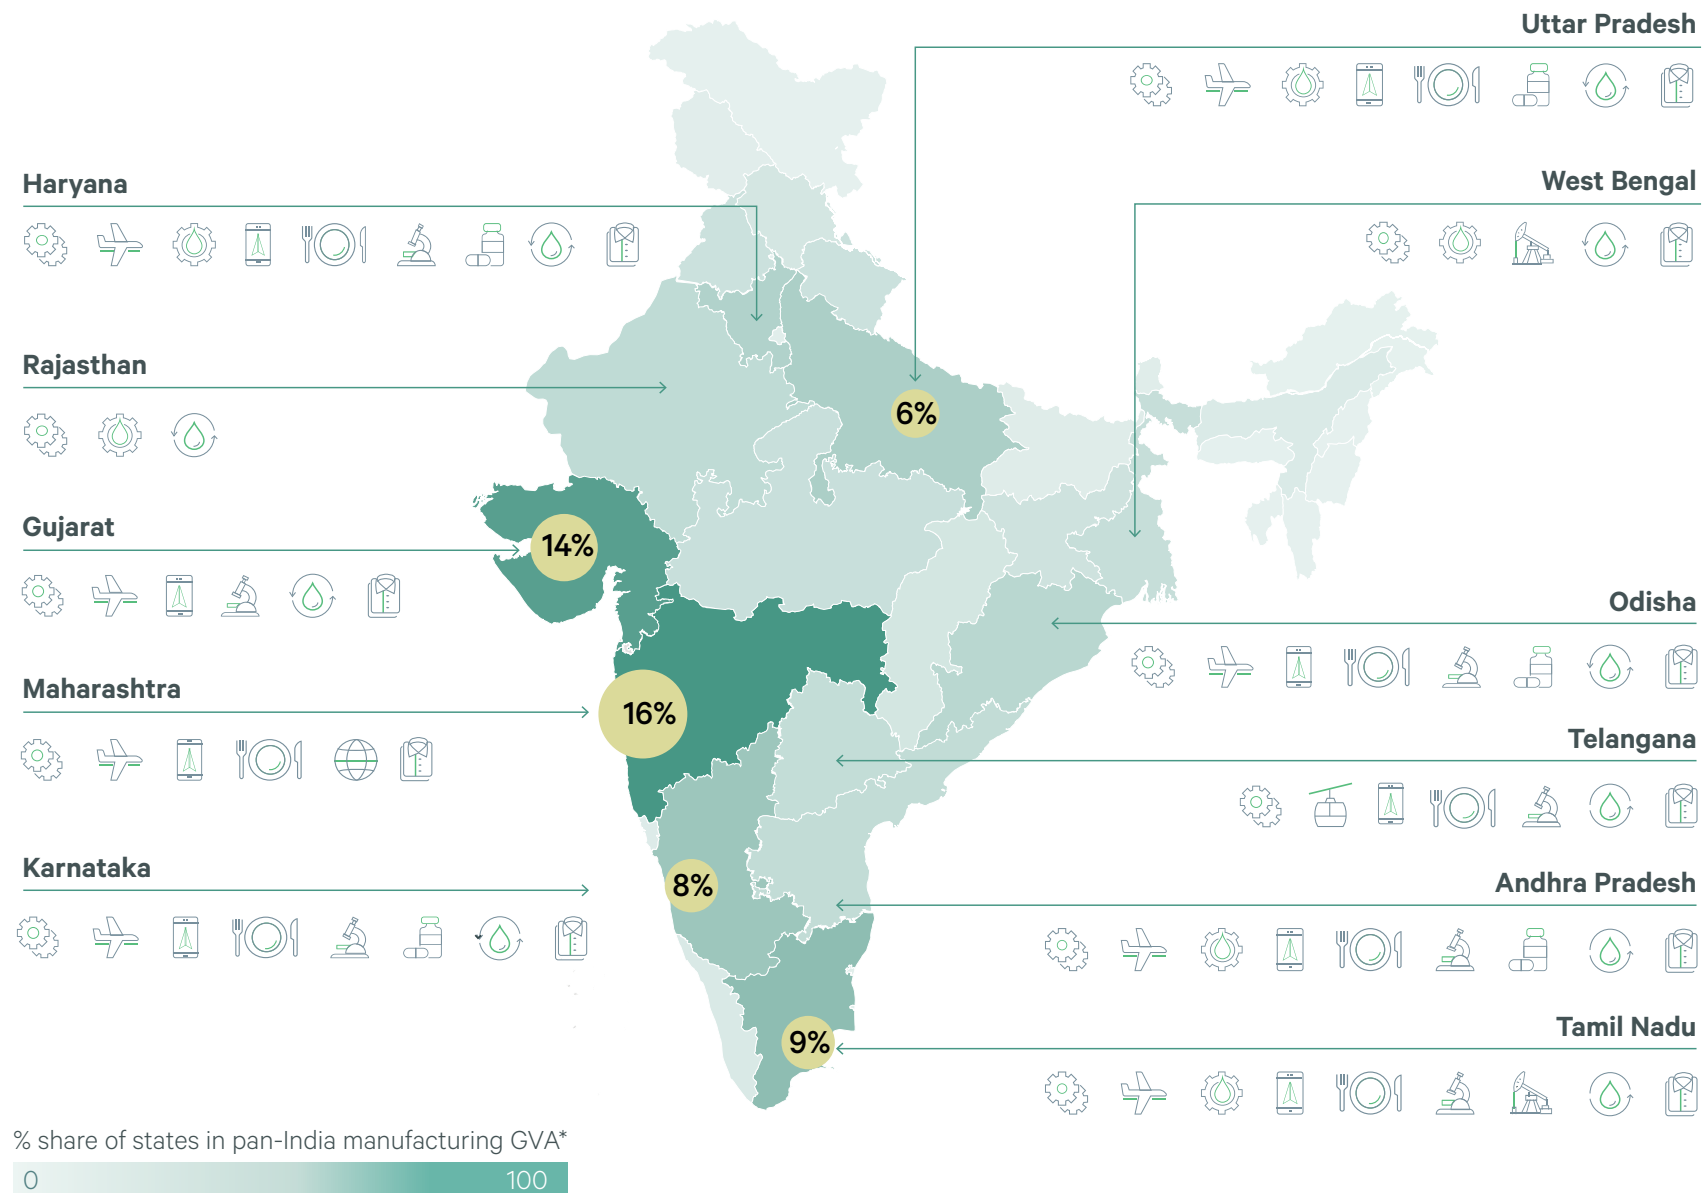 Uttar Pradesh
West Bengal
Haryana
Rajasthan
6%
Gujarat
14%
Odisha
Maharashtra
16%
Telangana
Karnataka
8%
Andhra Pradesh
Tamil Nadu
9%
% share of states in pan-India manufacturing GVA*
0 100